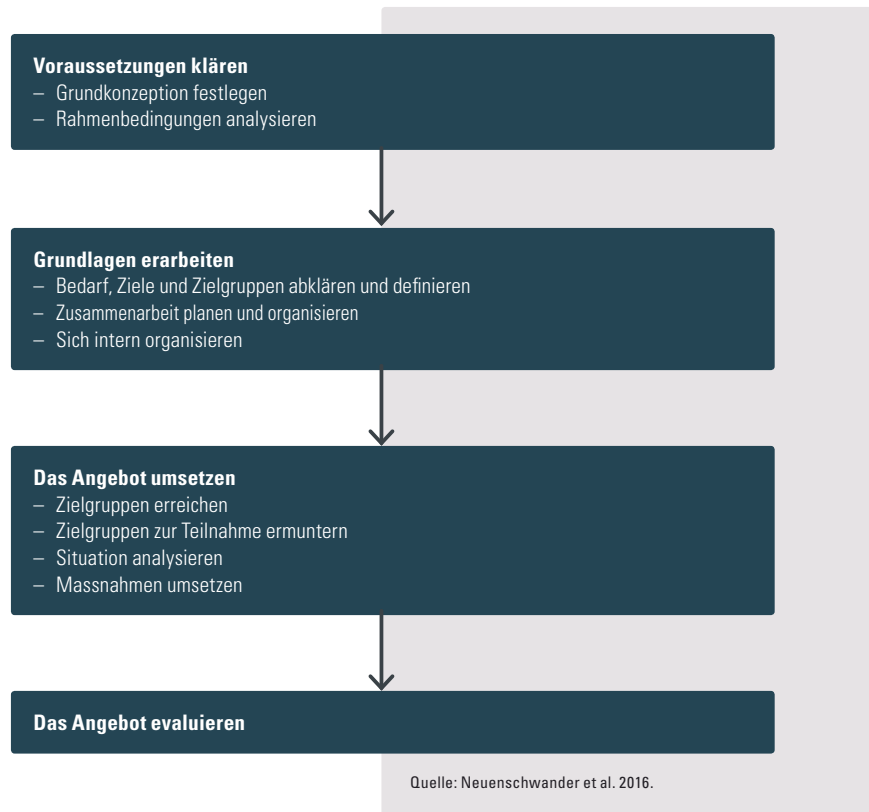 Voraussetzungen klären
– Grundkonzeption festlegen
– Rahmenbedingungen analysieren
Grundlagen erarbeiten
– Bedarf, Ziele und Zielgruppen abklären und definieren
– Zusammenarbeit planen und organisieren
– Sich intern organisieren
Das Angebot umsetzen
– Zielgruppen erreichen
– Zielgruppen zur Teilnahme ermuntern
– Situation analysieren
– Massnahmen umsetzen
Das Angebot evaluieren
Quelle: Neuenschwander et al. 2016.